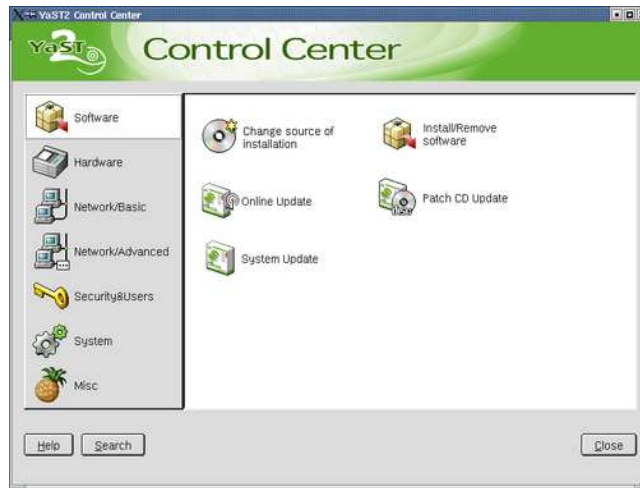 YaST2 Control Center
YaST2 Control Center
Software
Hardware
Network/Basic
Network/Advanced
Security&Users
System
Misc
Change source of
installation
Install/Remove
software
Online Update
Patch CD Update
System Update
Help
Search
Close